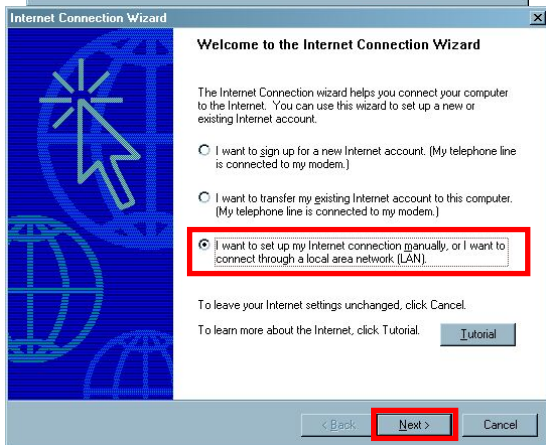 Internet Connection Wizard
Welcome to the Internet Connection Wizard
The Internet Connection wizard helps you connect your computer
to the Internet. You can use this wizard to set up a new or
existing Internet account.
I want to sign up for a new Internet account. (My telephone line
is connected to my modem.)
I want to transfer my existing Internet account to this computer.
(My telephone line is connected to my modem.)
I want to set up my Internet connection manually, or I want to
connect through a local area network (LAN).
To leave your Internet settings unchanged, click Cancel.
To learn more about the Internet, click Tutorial.
Tutorial
< Back
Next >
Cancel